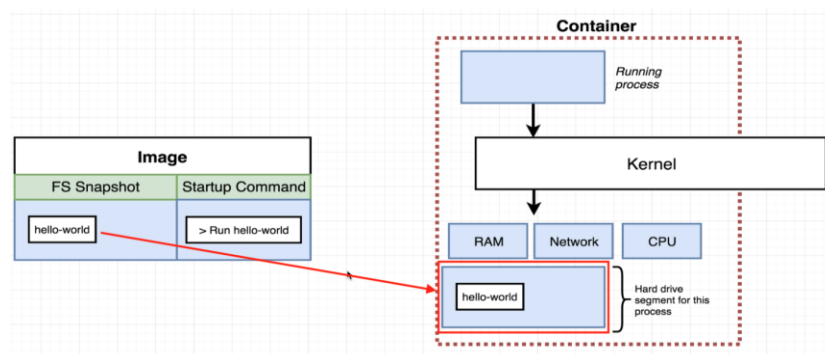 Container
Running
process
Image
Kernel
FS Snapshot
Startup Command
hello-world
> Run hello-world
RAM
Network
CPU
hello-world
Hard drive
segment for this
process